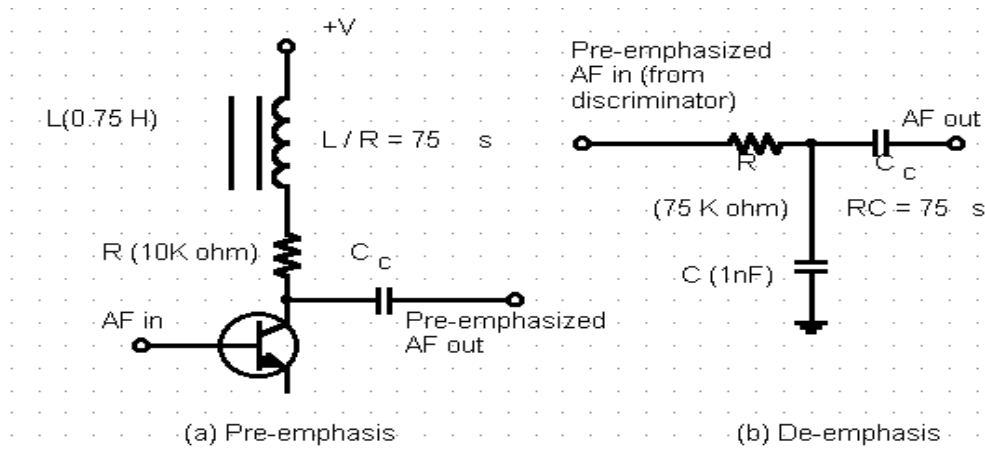 +V
L(0.75 H)
L / R = 75 s
R (10K ohm)
C c
AF in
Pre-emphasized
AF out
(a) Pre-emphasis
Pre-emphasized
AF in (from
discriminator)
AF out
R
C c
(75 K ohm)
RC = 75 s
C (1nF)
(b) De-emphasis